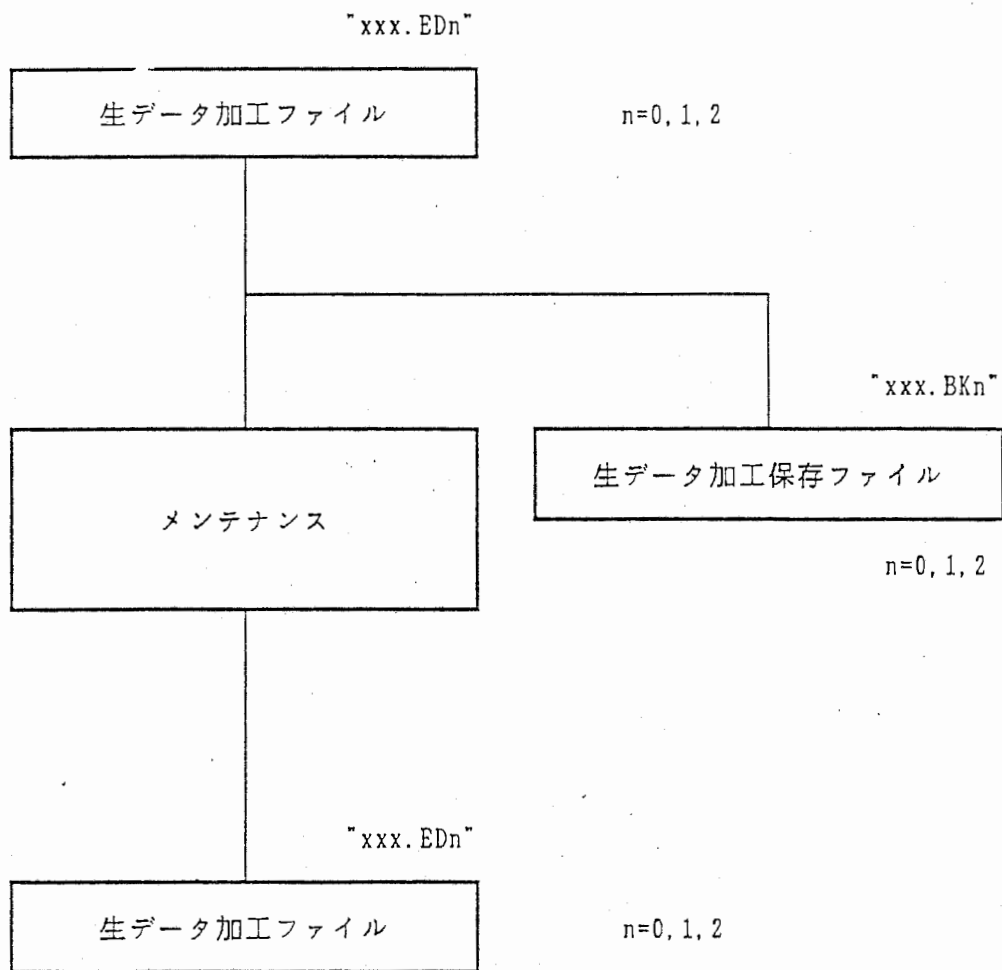 "xxx.EDn"
生データ加工ファイル
n=0,1,2
"xxx.BKn"
生データ加工保存ファイル
メンテナンス
n=0,1,2
"xxx.EDn"
生データ加工ファイル
n=0,1,2